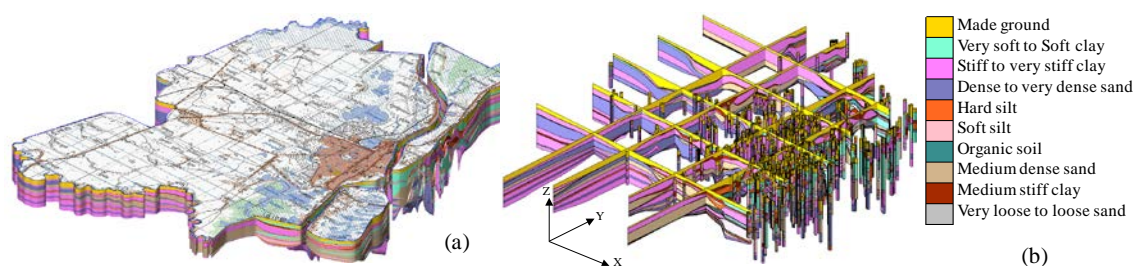 Made ground
Very soft to Soft clay
Stiff to very stiff clay
Dense to very dense sand
Hard silt
Soft silt
Organic soil
Medium dense sand
Medium stiff clay
Very loose to loose sand
Z
Y
X
(a)
(b)